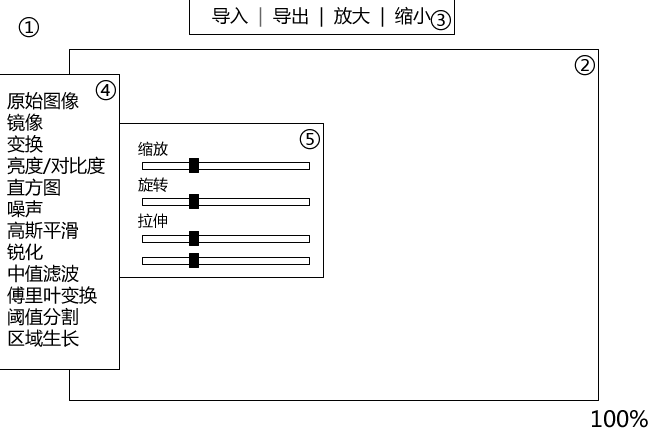 ①
导入 | 导出 | 放大 | 缩小③
②
④
原始图像
镜像
变换
亮度/对比度
直方图
噪声
高斯平滑
锐化
中值滤波
傅里叶变换
阈值分割
区域生长
⑤
缩放
旋转
拉伸
100%